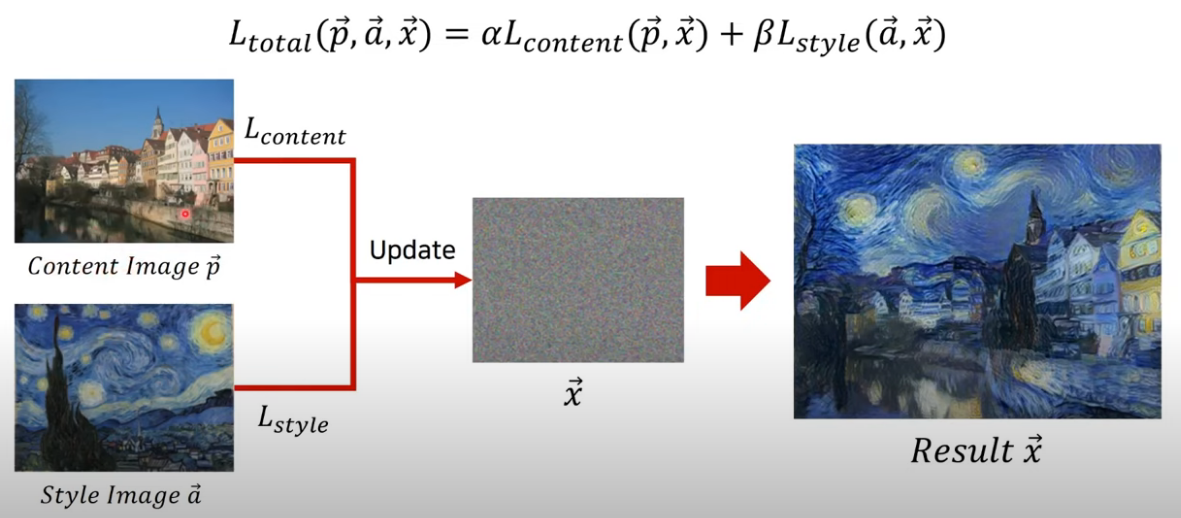 L_total(p⃗, a⃗, x⃗) = αL_content(p⃗, x⃗) + βL_style(a⃗, x⃗)
L_content
Update
Content Image p⃗
x⃗
L_style
Result x⃗
Style Image a⃗